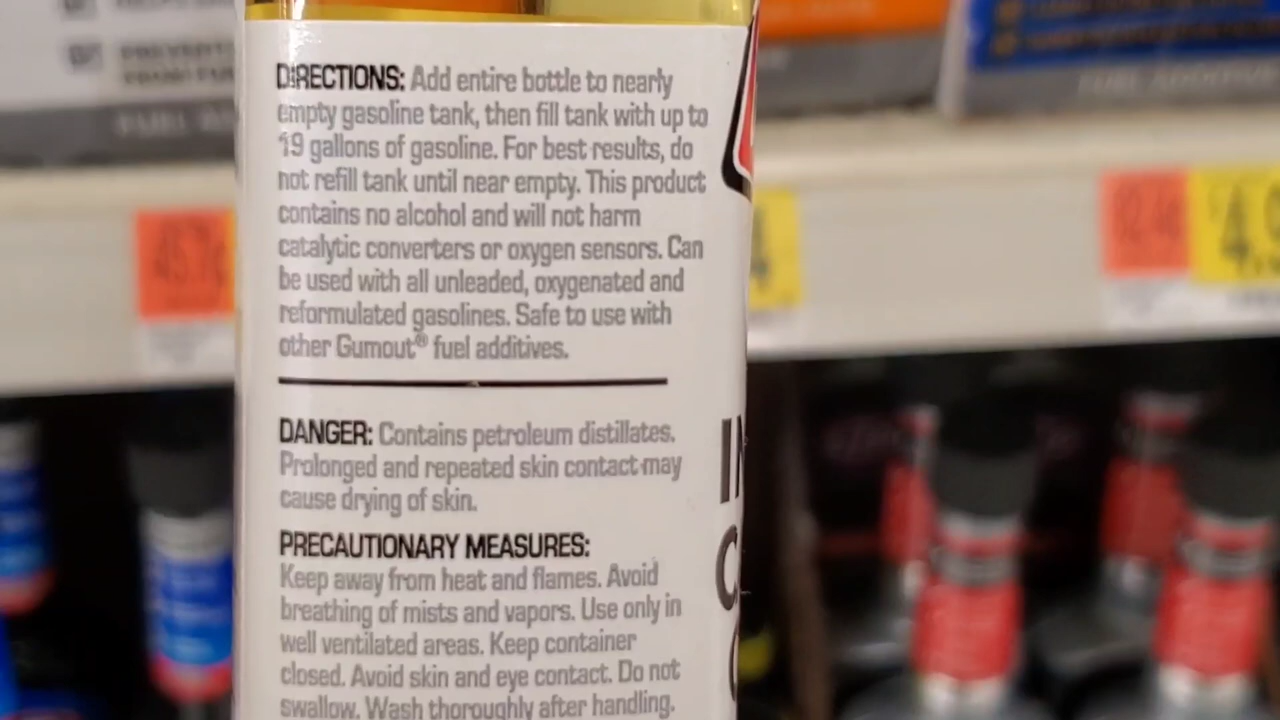 DIRECTIONS: Add entire bottle to nearly
empty gasoline tank, then fill tank with up to
19 gallons of gasoline. For best results, do
not refill tank until near empty. This product
contains no alcohol and will not harm
catalytic converters or oxygen sensors. Can
be used with all unleaded, oxygenated and
reformulated gasolines. Safe to use with
other Gumout® fuel additives.
DANGER: Contains petroleum distillates.
Prolonged and repeated skin contact may
cause drying of skin.
PRECAUTIONARY MEASURES:
Keep away from heat and flames. Avoid
breathing of mists and vapors. Use only in
well ventilated areas. Keep container
closed. Avoid skin and eye contact. Do not
swallow. Wash thoroughly after handling.